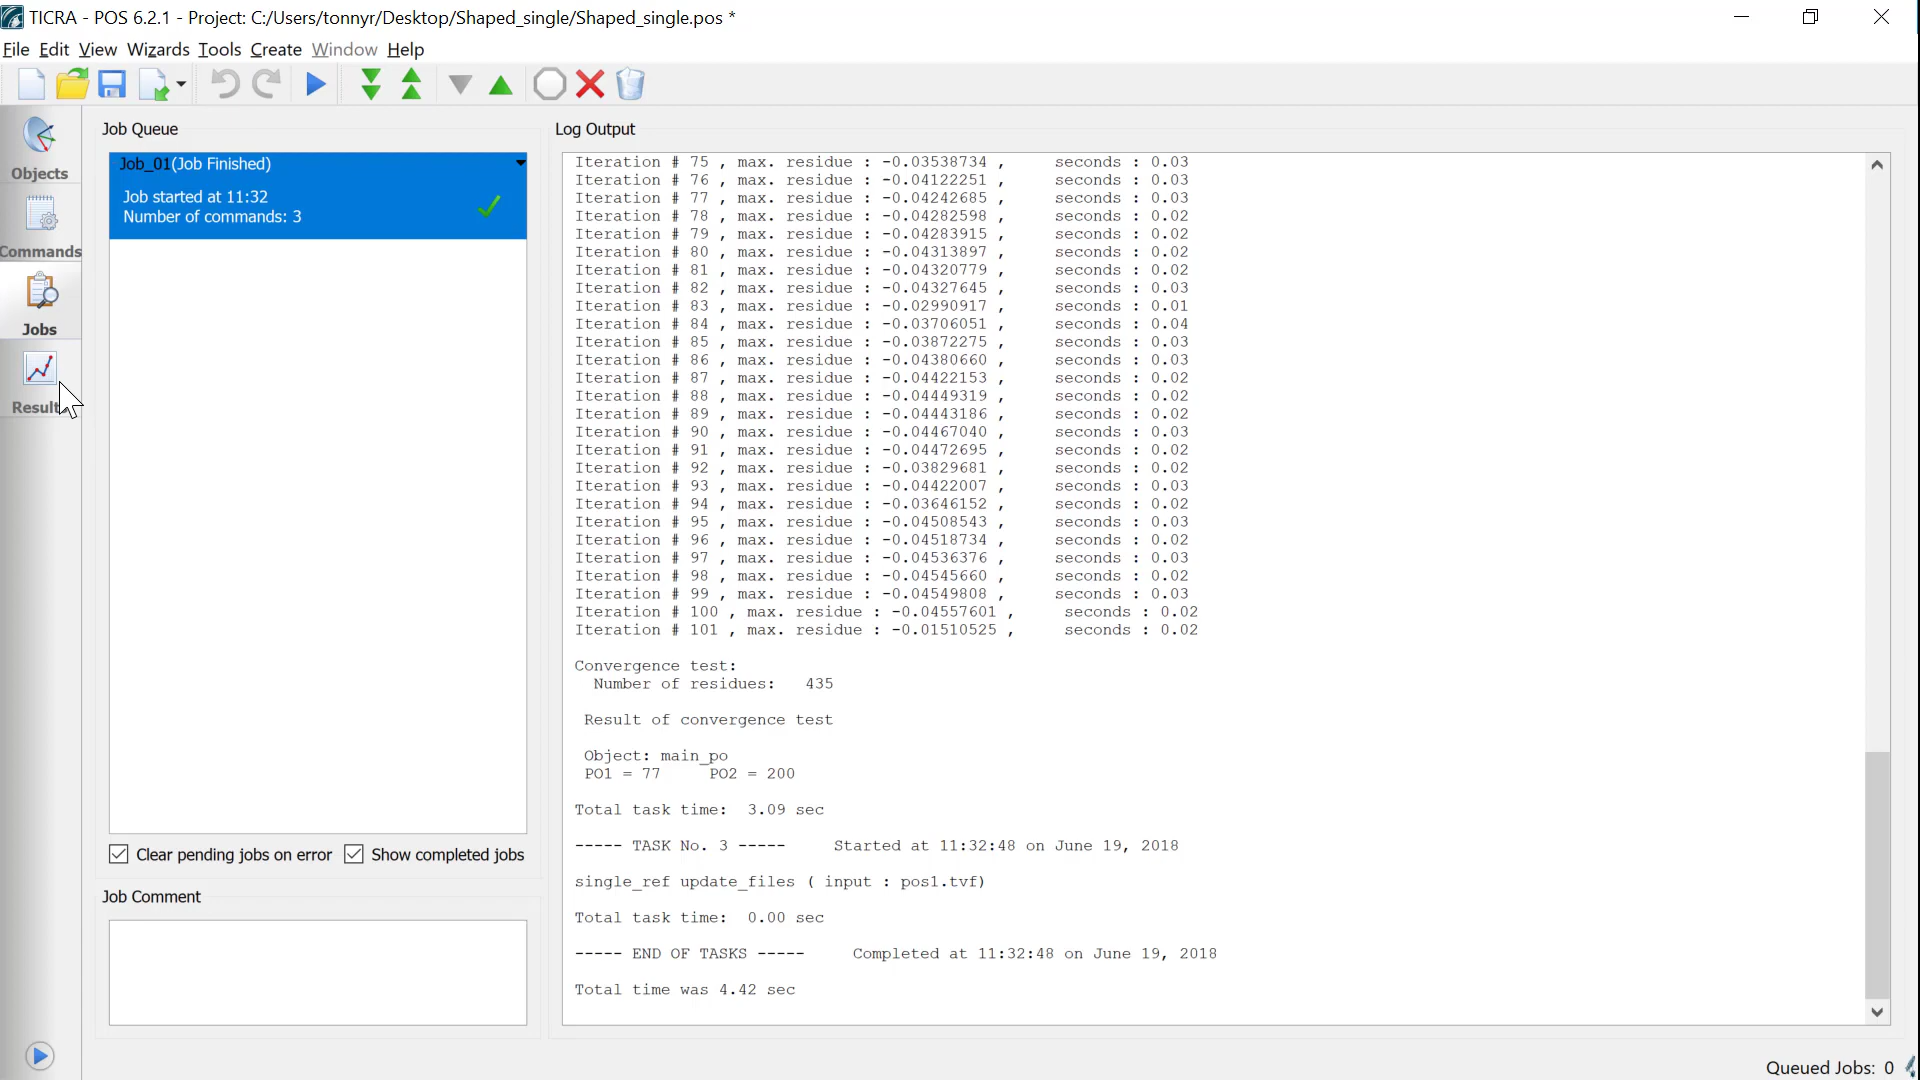 TICRA - POS 6.2.1 - Project: C:/Users/tonnyr/Desktop/Shaped_single/Shaped_single.pos *
File Edit View Wizards Tools Create Window Help
Objects
Commands
Jobs
Job Queue
Job_01(Job Finished)
Job started at 11:32
Number of commands: 3
Clear pending jobs on error Show completed jobs
Job Comment
Log Output
Iteration # 75 , max. residue : -0.03538734 , seconds : 0.03
Iteration # 76 , max. residue : -0.04122251 , seconds : 0.03
Iteration # 77 , max. residue : -0.04242685 , seconds : 0.03
Iteration # 78 , max. residue : -0.04282598 , seconds : 0.02
Iteration # 79 , max. residue : -0.04283915 , seconds : 0.02
Iteration # 80 , max. residue : -0.04313897 , seconds : 0.02
Iteration # 81 , max. residue : -0.04320779 , seconds : 0.02
Iteration # 82 , max. residue : -0.04327645 , seconds : 0.03
Iteration # 83 , max. residue : -0.02990917 , seconds : 0.01
Iteration # 84 , max. residue : -0.03706051 , seconds : 0.04
Iteration # 85 , max. residue : -0.03872275 , seconds : 0.03
Iteration # 86 , max. residue : -0.04380660 , seconds : 0.03
Iteration # 87 , max. residue : -0.04422153 , seconds : 0.02
Iteration # 88 , max. residue : -0.04449319 , seconds : 0.02
Iteration # 89 , max. residue : -0.04443186 , seconds : 0.02
Iteration # 90 , max. residue : -0.04467040 , seconds : 0.03
Iteration # 91 , max. residue : -0.04472695 , seconds : 0.02
Iteration # 92 , max. residue : -0.03829681 , seconds : 0.02
Iteration # 93 , max. residue : -0.04422007 , seconds : 0.03
Iteration # 94 , max. residue : -0.03646152 , seconds : 0.02
Iteration # 95 , max. residue : -0.04508543 , seconds : 0.03
Iteration # 96 , max. residue : -0.04518734 , seconds : 0.02
Iteration # 97 , max. residue : -0.04536376 , seconds : 0.03
Iteration # 98 , max. residue : -0.04545660 , seconds : 0.02
Iteration # 99 , max. residue : -0.04549808 , seconds : 0.03
Iteration # 100 , max. residue : -0.04557601 , seconds : 0.02
Iteration # 101 , max. residue : -0.01510525 , seconds : 0.02
Convergence test:
Number of residues: 435
Result of convergence test
Object: main_po
PO1 = 77 PO2 = 200
Total task time: 3.09 sec
----- TASK No. 3 ----- Started at 11:32:48 on June 19, 2018
single_ref update_files ( input : pos1.tvf)
Total task time: 0.00 sec
----- END OF TASKS ----- Completed at 11:32:48 on June 19, 2018
Total time was 4.42 sec
Queued Jobs: 0